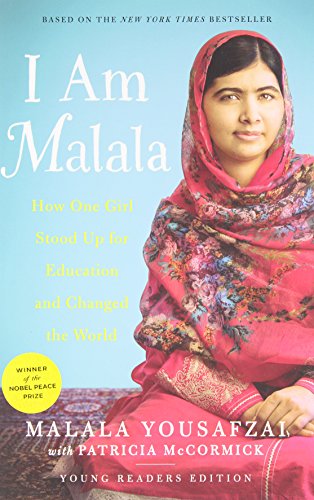 BASED ON THE NEW YORK TIMES BESTSELLER
I Am
Malala
How One Girl
Stood Up for
Education
and Changed
the World
WINNER
of the
NOBEL PEACE
PRIZE
MALALA YOUSAFZAI
with PATRICIA McCORMICK
YOUNG READERS EDITION